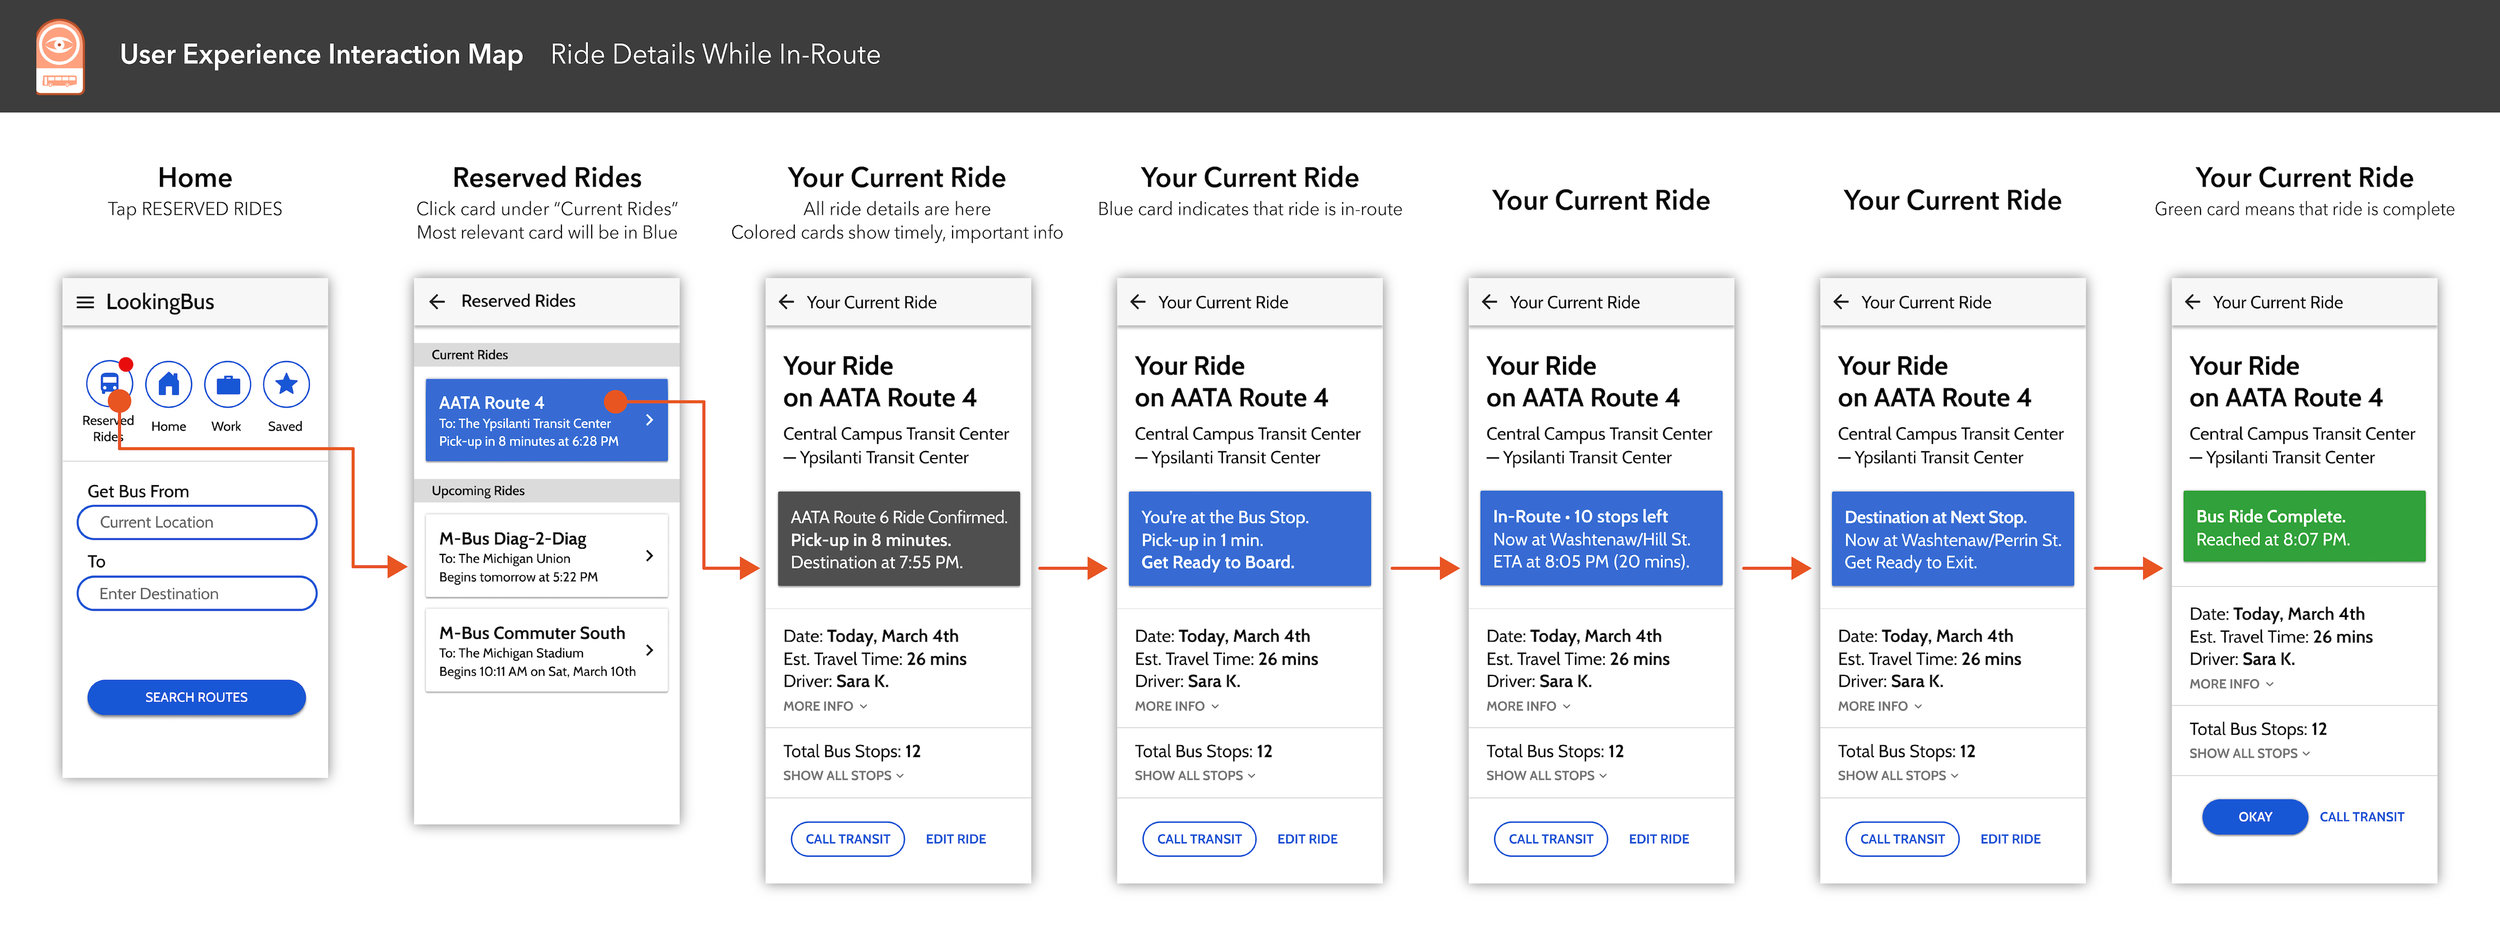 User Experience Interaction Map Ride Details While In-Route
Home
Tap RESERVED RIDES
LookingBus
Reserved
Rides
Home
Work
Saved
Get Bus From
Current Location
To
Enter Destination
SEARCH ROUTES
Reserved Rides
Click card under “Current Rides”
Most relevant card will be in Blue
Reserved Rides
Current Rides
AATA Route 4
To: The Ypsilanti Transit Center
Pick-up in 8 minutes at 6:28 PM
Upcoming Rides
M-Bus Diag-2-Diag
To: The Michigan Union
Begins tomorrow at 5:22 PM
M-Bus Commuter South
To: The Michigan Stadium
Begins 10:11 AM on Sat, March 10th
Your Current Ride
All ride details are here
Colored cards show timely, important info
Your Current Ride
Your Ride
on AATA Route 4
Central Campus Transit Center
— Ypsilanti Transit Center
AATA Route 6 Ride Confirmed.
Pick-up in 8 minutes.
Destination at 7:55 PM.
Date: Today, March 4th
Est. Travel Time: 26 mins
Driver: Sara K.
MORE INFO
Total Bus Stops: 12
SHOW ALL STOPS
CALL TRANSIT EDIT RIDE
Your Current Ride
Blue card indicates that ride is in-route
Your Current Ride
Your Ride
on AATA Route 4
Central Campus Transit Center
— Ypsilanti Transit Center
You’re at the Bus Stop.
Pick-up in 1 min.
Get Ready to Board.
Date: Today, March 4th
Est. Travel Time: 26 mins
Driver: Sara K.
MORE INFO
Total Bus Stops: 12
SHOW ALL STOPS
CALL TRANSIT EDIT RIDE
Your Current Ride
Your Current Ride
Your Ride
on AATA Route 4
Central Campus Transit Center
— Ypsilanti Transit Center
In-Route • 10 stops left
Now at Washtenaw/Hill St.
ETA at 8:05 PM (20 mins).
Date: Today, March 4th
Est. Travel Time: 26 mins
Driver: Sara K.
MORE INFO
Total Bus Stops: 12
SHOW ALL STOPS
CALL TRANSIT EDIT RIDE
Your Current Ride
Your Current Ride
Your Ride
on AATA Route 4
Central Campus Transit Center
— Ypsilanti Transit Center
Destination at Next Stop.
Now at Washtenaw/Perrin St.
Get Ready to Exit.
Date: Today, March 4th
Est. Travel Time: 26 mins
Driver: Sara K.
MORE INFO
Total Bus Stops: 12
SHOW ALL STOPS
CALL TRANSIT EDIT RIDE
Your Current Ride
Green card means that ride is complete
Your Current Ride
Your Ride
on AATA Route 4
Central Campus Transit Center
— Ypsilanti Transit Center
Bus Ride Complete.
Reached at 8:07 PM.
Date: Today, March 4th
Est. Travel Time: 26 mins
Driver: Sara K.
MORE INFO
Total Bus Stops: 12
SHOW ALL STOPS
OKAY CALL TRANSIT